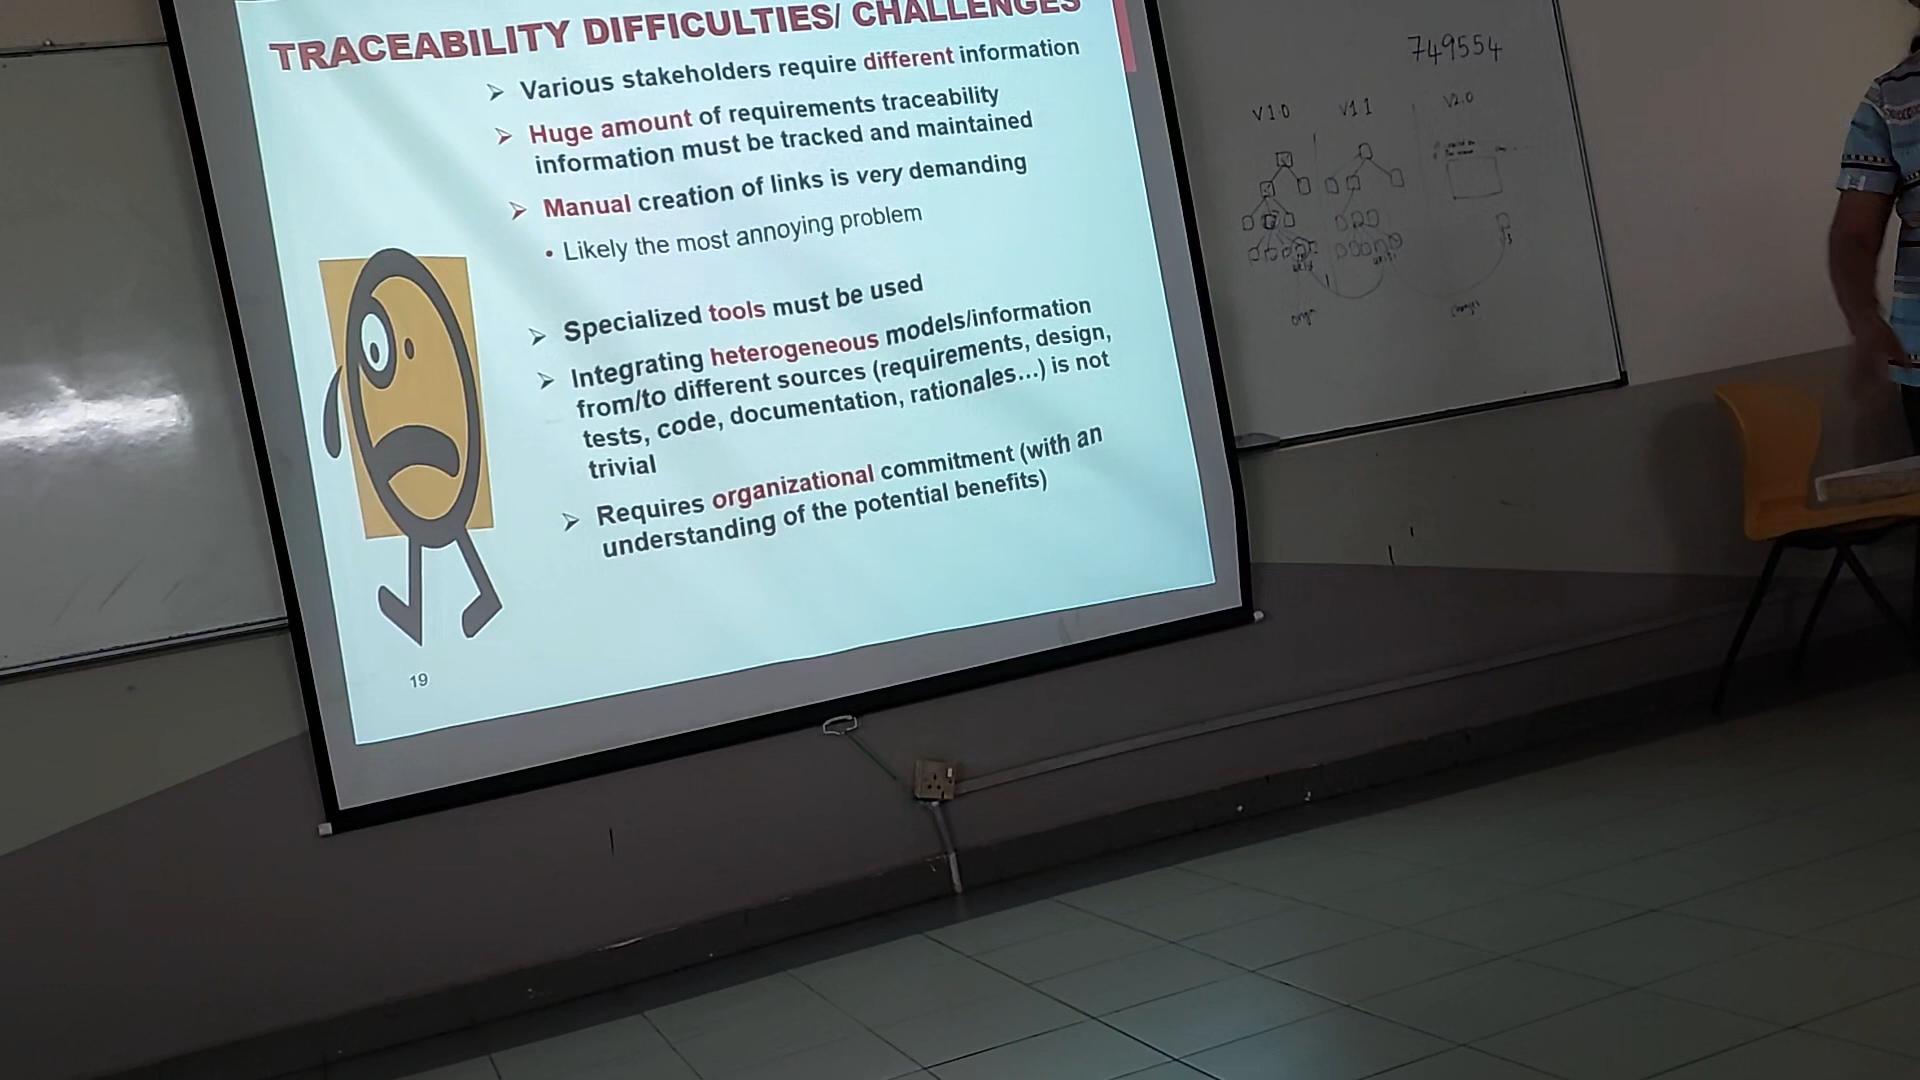 TRACEABILITY DIFFICULTIES/ CHALLENGES
➢ Various stakeholders require different information
➢ Huge amount of requirements traceability
information must be tracked and maintained
➢ Manual creation of links is very demanding
• Likely the most annoying problem
➢ Specialized tools must be used
➢ Integrating heterogeneous models/information
from/to different sources (requirements, design,
tests, code, documentation, rationales...) is not
trivial
➢ Requires organizational commitment (with an
understanding of the potential benefits)
19
749554
V1.0 V1.1 V2.0